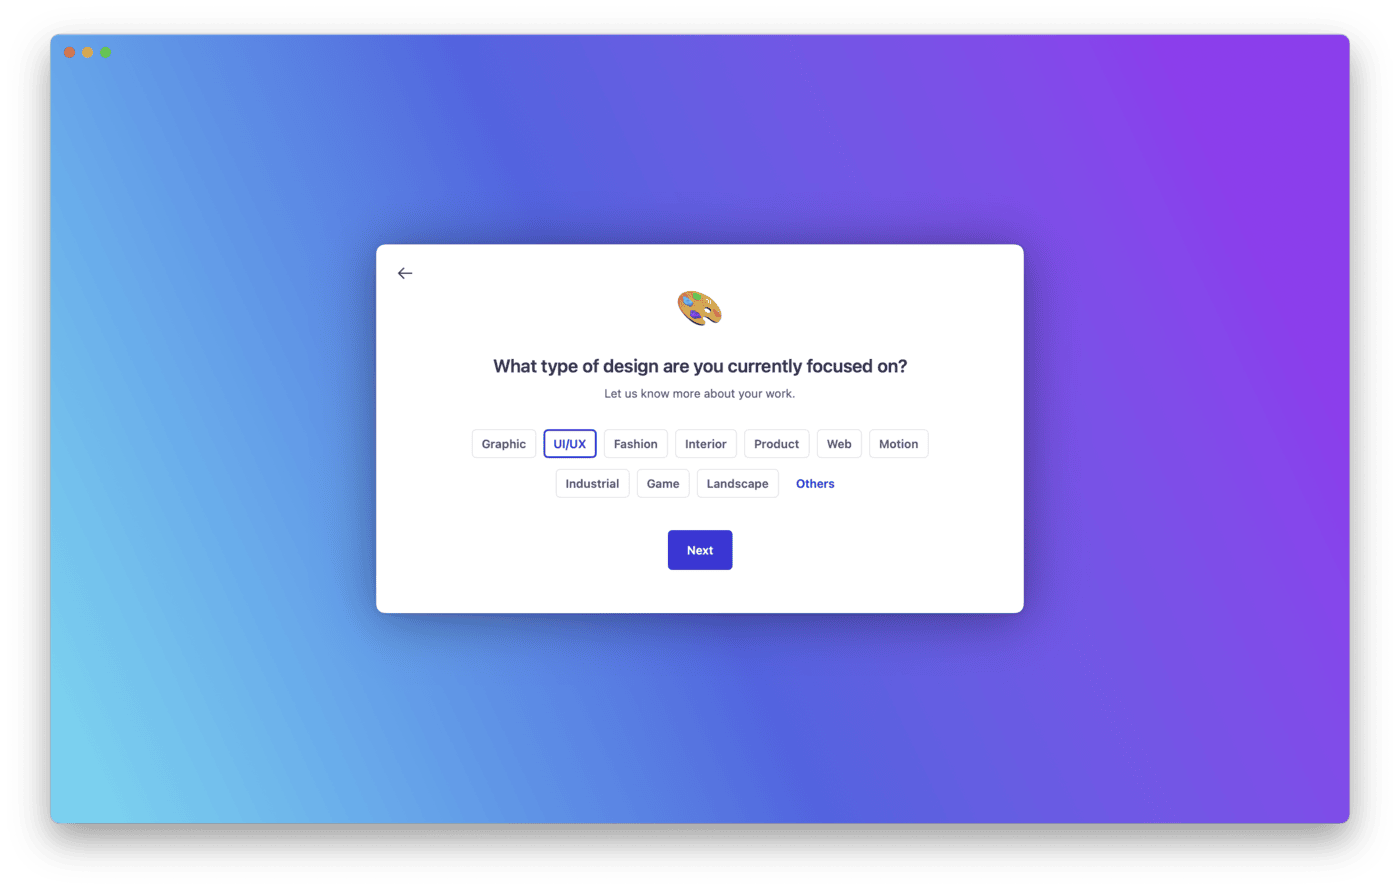 What type of design are you currently focused on?
Let us know more about your work.
Graphic UI/UX Fashion Interior Product Web Motion
Industrial Game Landscape Others
Next